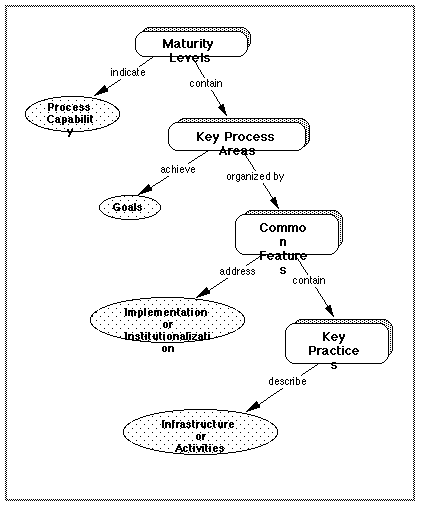 Maturity
Levels
indicate
contain
Process
Capabilit
y
Key Process
Areas
achieve
organized by
Goals
Commo
n
Feature
s
address
contain
Implementation
or
Institutionalizati
on
Key
Practice
s
describe
Infrastructure
or
Activities